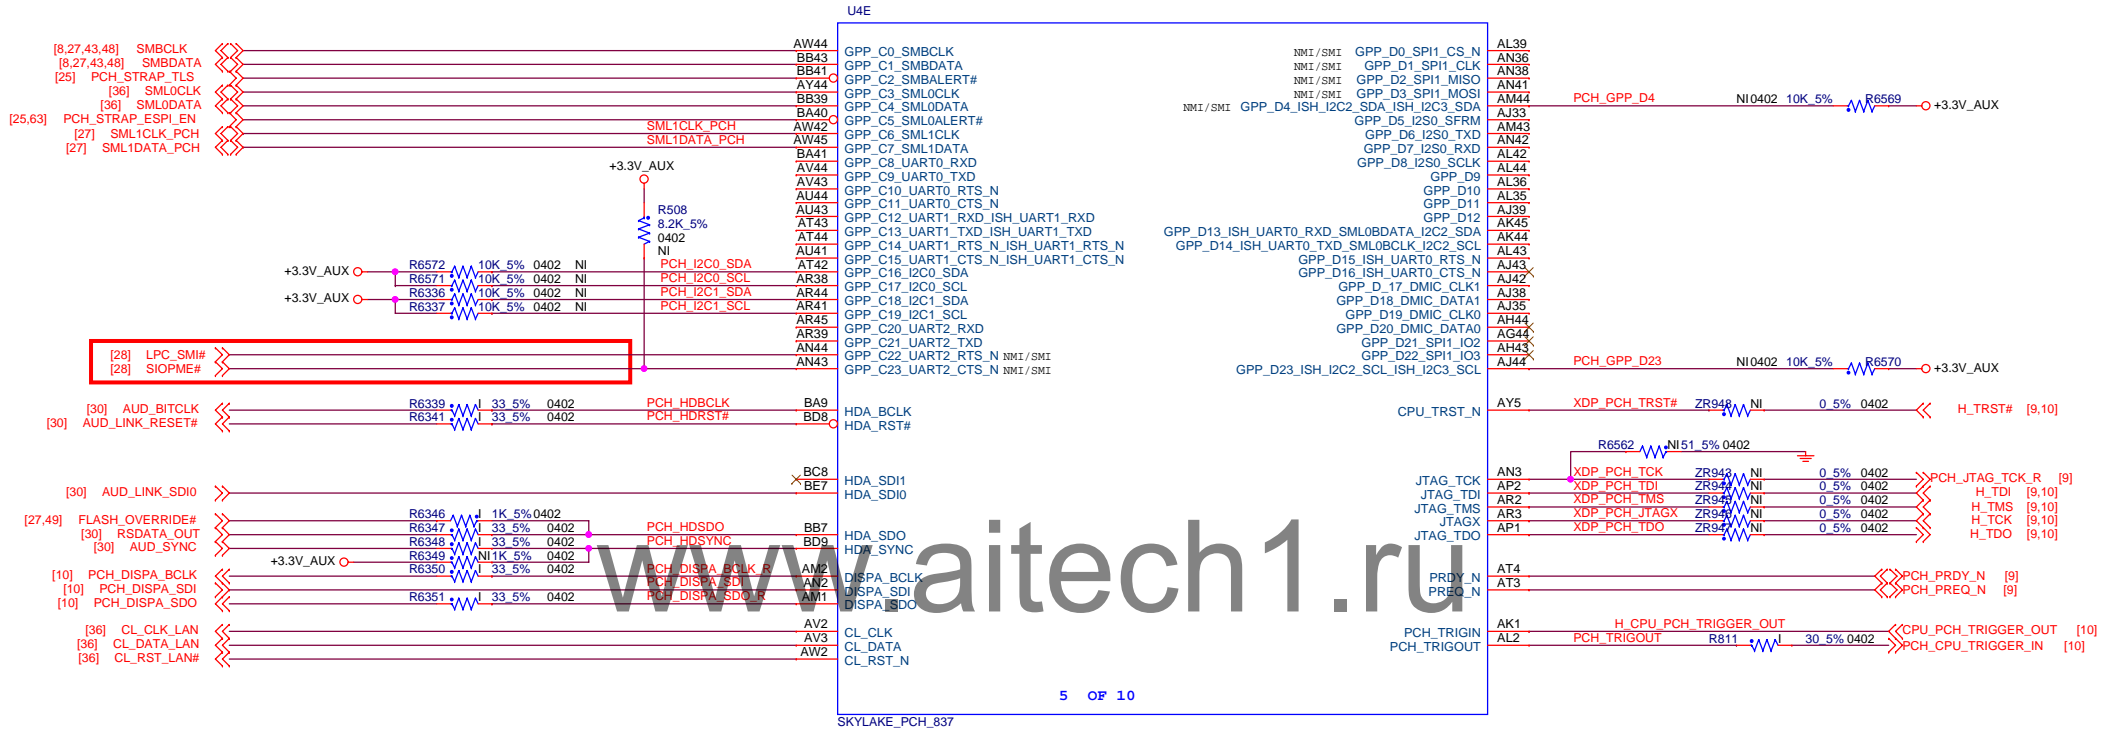 U4E
[8,27,43,48] SMBCLK AW44 GPP_C0_SMBCLK NMI/SMI GPP_D0_SPI1_CS_N AL39
[8,27,43,48] SMBDATA BB43 GPP_C1_SMBDATA NMI/SMI GPP_D1_SPI1_CLK AN36
[25] PCH_STRAP_TLS BB41 GPP_C2_SMBALERT# NMI/SMI GPP_D2_SPI1_MISO AN38
[36] SML0CLK AY44 GPP_C3_SML0CLK NMI/SMI GPP_D3_SPI1_MOSI AN41
[36] SML0DATA BB39 GPP_C4_SML0DATA NMI/SMI GPP_D4_ISH_I2C2_SDA_ISH_I2C3_SDA AM44 PCH_GPP_D4 NI 0402 10K_5% R6569 +3.3V_AUX
[25,63] PCH_STRAP_ESPI_EN BA40 GPP_C5_SML0ALERT# GPP_D5_I2S0_SFRM AJ33
[27] SML1CLK_PCH SML1CLK_PCH AW42 GPP_C6_SML1CLK GPP_D6_I2S0_TXD AM43
[27] SML1DATA_PCH SML1DATA_PCH AW45 GPP_C7_SML1DATA GPP_D7_I2S0_RXD AN42
BA41 GPP_C8_UART0_RXD GPP_D8_I2S0_SCLK AL42
+3.3V_AUX AV44 GPP_C9_UART0_TXD GPP_D9 AL44
AV43 GPP_C10_UART0_RTS_N GPP_D10 AL36
AU44 GPP_C11_UART0_CTS_N GPP_D11 AL35
R508 AU43 GPP_C12_UART1_RXD_ISH_UART1_RXD GPP_D12 AJ39
8.2K_5% AT43 GPP_C13_UART1_TXD_ISH_UART1_TXD GPP_D13_ISH_UART0_RXD_SML0BDATA_I2C2_SDA AK45
0402 AT44 GPP_C14_UART1_RTS_N_ISH_UART1_RTS_N GPP_D14_ISH_UART0_TXD_SML0BCLK_I2C2_SCL AK44
NI AU41 GPP_C15_UART1_CTS_N_ISH_UART1_CTS_N GPP_D15_ISH_UART0_RTS_N AL43
+3.3V_AUX R6572 10K_5% 0402 NI PCH_I2C0_SDA AT42 GPP_C16_I2C0_SDA GPP_D16_ISH_UART0_CTS_N AJ43
R6571 10K_5% 0402 NI PCH_I2C0_SCL AR38 GPP_C17_I2C0_SCL GPP_D_17_DMIC_CLK1 AJ42
+3.3V_AUX R6336 10K_5% 0402 NI PCH_I2C1_SDA AR44 GPP_C18_I2C1_SDA GPP_D18_DMIC_DATA1 AJ38
R6337 10K_5% 0402 NI PCH_I2C1_SCL AR41 GPP_C19_I2C1_SCL GPP_D19_DMIC_CLK0 AJ35
AR45 GPP_C20_UART2_RXD GPP_D20_DMIC_DATA0 AH44
AR39 GPP_C21_UART2_TXD GPP_D21_SPI1_IO2 AG44
[28] LPC_SMI# AN44 GPP_C22_UART2_RTS_N NMI/SMI GPP_D22_SPI1_IO3 AH43
[28] SIOPME# AN43 GPP_C23_UART2_CTS_N NMI/SMI GPP_D23_ISH_I2C2_SCL_ISH_I2C3_SCL AJ44 PCH_GPP_D23 NI 0402 10K_5% R6570 +3.3V_AUX
[30] AUD_BITCLK R6339 I 33_5% 0402 PCH_HDBCLK BA9 HDA_BCLK CPU_TRST_N AY5 XDP_PCH_TRST# ZR948 NI 0_5% 0402 H_TRST# [9,10]
[30] AUD_LINK_RESET# R6341 I 33_5% 0402 PCH_HDRST# BD8 HDA_RST#
R6562 NI 51_5% 0402
BC8 HDA_SDI1 JTAG_TCK AN3 XDP_PCH_TCK ZR943 NI 0_5% 0402 PCH_JTAG_TCK_R [9]
[30] AUD_LINK_SDI0 BE7 HDA_SDI0 JTAG_TDI AP2 XDP_PCH_TDI NI 0_5% 0402 H_TDI [9,10]
JTAG_TMS AR2 XDP_PCH_TMS NI 0_5% 0402 H_TMS [9,10]
[27,49] FLASH_OVERRIDE# R6346 I 1K_5% 0402 JTAGX AR3 XDP_PCH_JTAGX NI 0_5% 0402 H_TCK [9,10]
[30] RSDATA_OUT R6347 I 33_5% 0402 PCH_HDSDO BB7 HDA_SDO JTAG_TDO AP1 XDP_PCH_TDO NI 0_5% 0402 H_TDO [9,10]
[30] AUD_SYNC R6348 I 33_5% 0402 PCH_HDSYNC BD9 HDA_SYNC
+3.3V_AUX R6349 NI 1K_5% 0402
[10] PCH_DISPA_BCLK R6350 I 33_5% 0402 PCH_DISPA_BCLK_R AM2 DISPA_BCLK PRDY_N AT4 PCH_PRDY_N [9]
[10] PCH_DISPA_SDI PCH_DISPA_SDI AN2 DISPA_SDI PREQ_N AT3 PCH_PREQ_N [9]
[10] PCH_DISPA_SDO R6351 I 33_5% 0402 PCH_DISPA_SDO_R AM1 DISPA_SDO
www.aitech1.ru
[36] CL_CLK_LAN AV2 CL_CLK PCH_TRIGIN AK1 H_CPU_PCH_TRIGGER_OUT CPU_PCH_TRIGGER_OUT [10]
[36] CL_DATA_LAN AV3 CL_DATA PCH_TRIGOUT AL2 PCH_TRIGOUT R811 I 30_5% 0402 PCH_CPU_TRIGGER_IN [10]
[36] CL_RST_LAN# AW2 CL_RST_N
5 OF 10
SKYLAKE_PCH_837